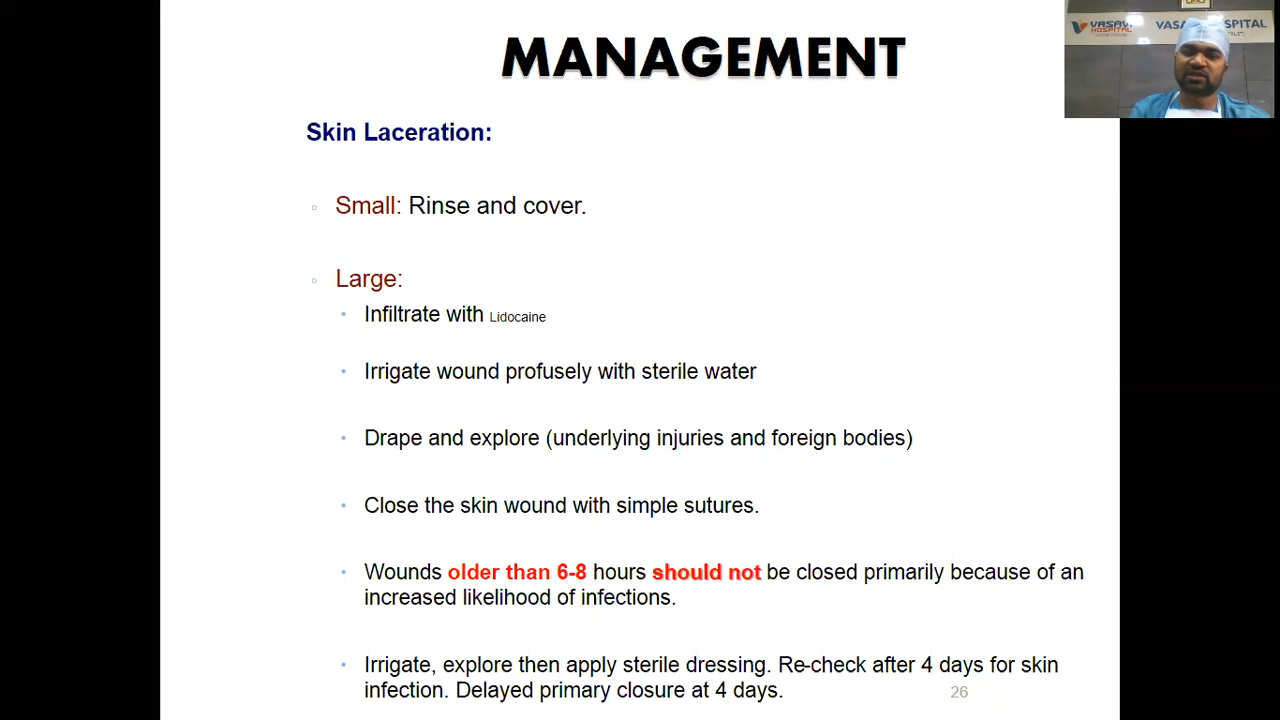 MANAGEMENT
VASAVI
HOSPITAL
VASAVI HOSPITAL
Skin Laceration:
Small: Rinse and cover.
Large:
Infiltrate with Lidocaine
Irrigate wound profusely with sterile water
Drape and explore (underlying injuries and foreign bodies)
Close the skin wound with simple sutures.
Wounds older than 6-8 hours should not be closed primarily because of an
increased likelihood of infections.
Irrigate, explore then apply sterile dressing. Re-check after 4 days for skin
infection. Delayed primary closure at 4 days.
26